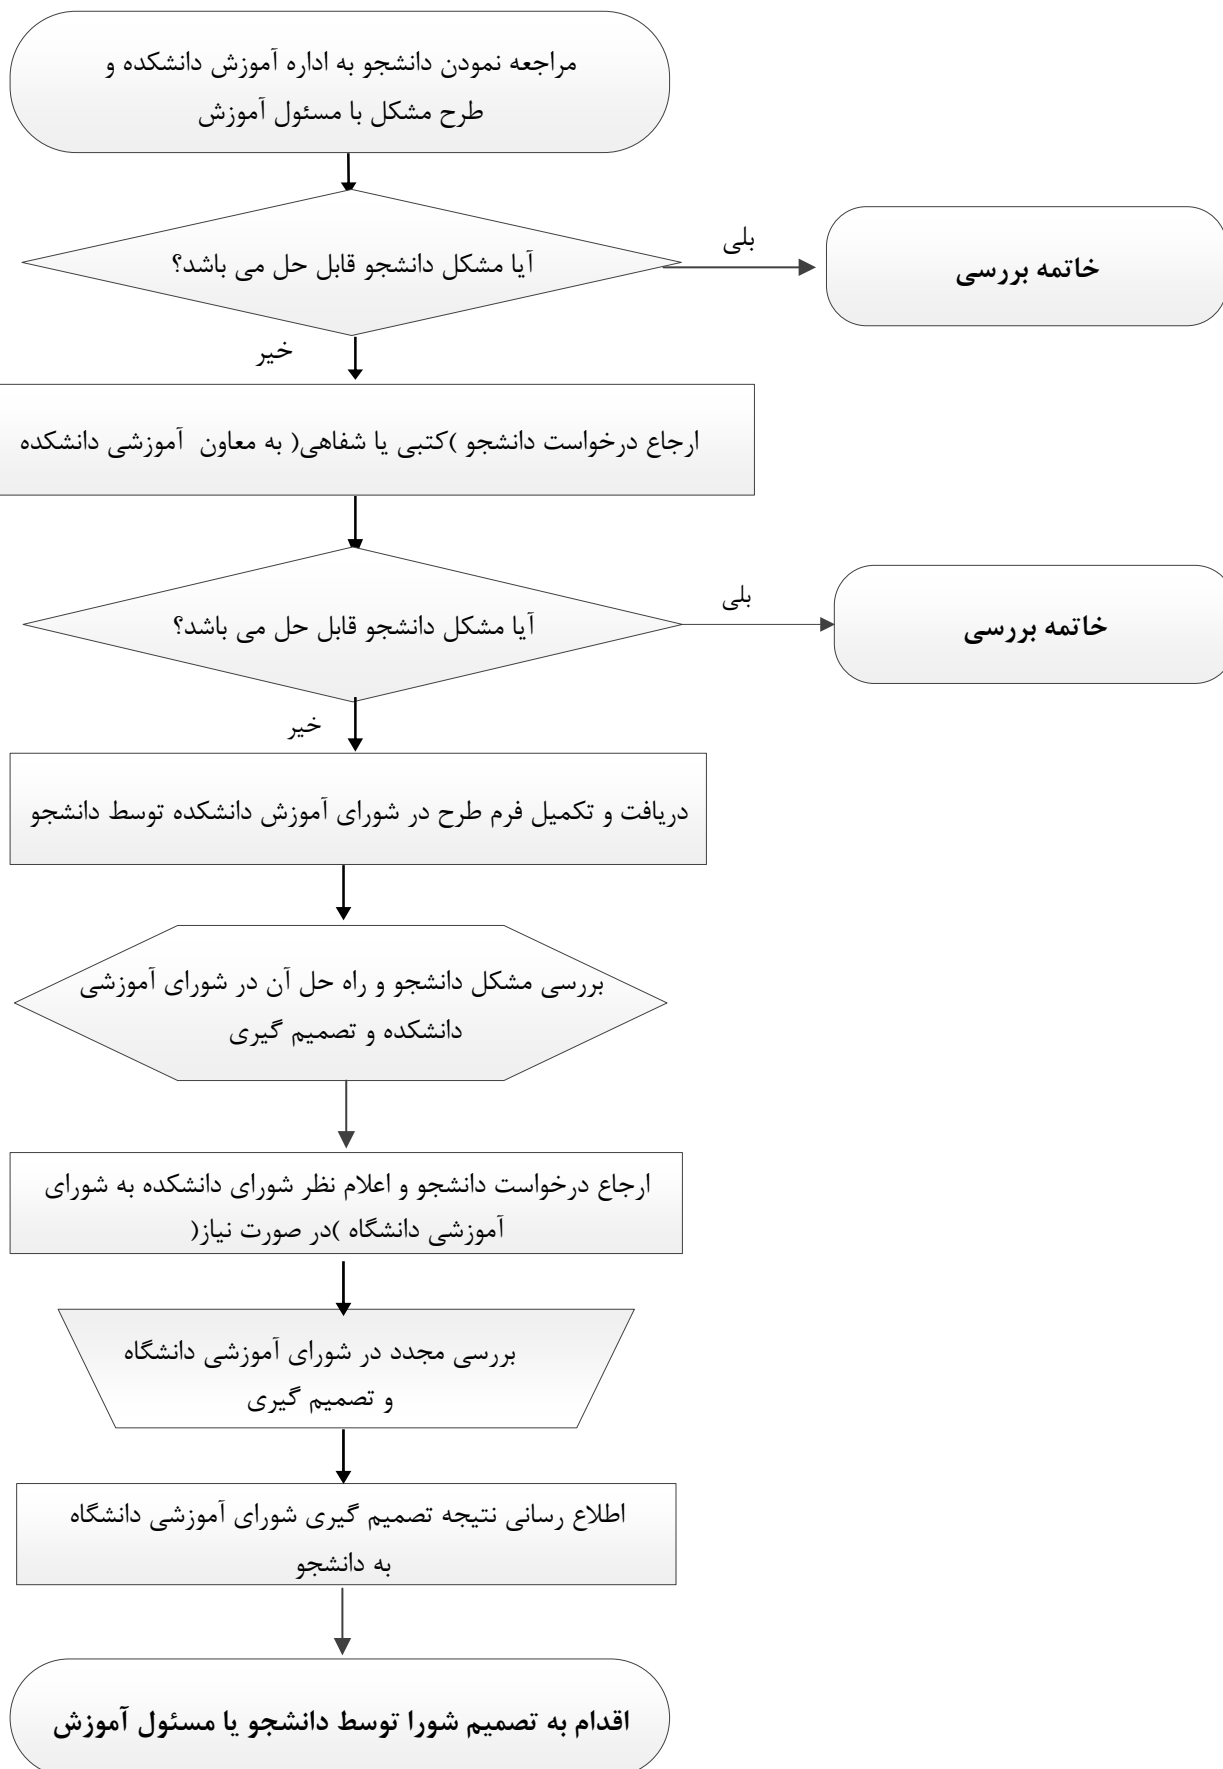 مراجعه نمودن دانشجو به اداره آموزش دانشکده و
طرح مشکل با مسئول آموزش
آیا مشکل دانشجو قابل حل می باشد؟
بلی
خاتمه بررسی
خیر
ارجاع درخواست دانشجو )کتبی یا شفاهی( به معاون آموزشی دانشکده
آیا مشکل دانشجو قابل حل می باشد؟
بلی
خاتمه بررسی
خیر
دریافت و تکمیل فرم طرح در شورای آموزش دانشکده توسط دانشجو
بررسی مشکل دانشجو و راه حل آن در شورای آموزشی
دانشکده و تصمیم گیری
ارجاع درخواست دانشجو و اعلام نظر شورای دانشکده به شورای
آموزشی دانشگاه )در صورت نیاز(
بررسی مجدد در شورای آموزشی دانشگاه
و تصمیم گیری
اطلاع رسانی نتیجه تصمیم گیری شورای آموزشی دانشگاه
به دانشجو
اقدام به تصمیم شورا توسط دانشجو یا مسئول آموزش